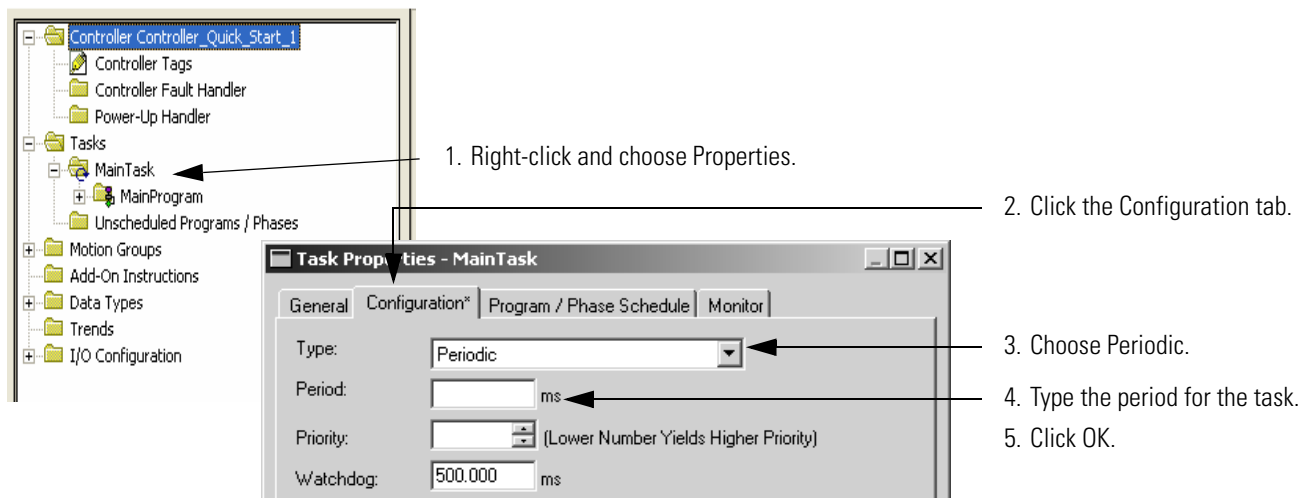 Controller Controller_Quick_Start_1
Controller Tags
Controller Fault Handler
Power-Up Handler
Tasks
MainTask
MainProgram
Unscheduled Programs / Phases
Motion Groups
Add-On Instructions
Data Types
Trends
I/O Configuration
1. Right-click and choose Properties.
2. Click the Configuration tab.
Task Properties - MainTask
General Configuration* Program / Phase Schedule Monitor
Type: Periodic
3. Choose Periodic.
Period: ms
4. Type the period for the task.
Priority: (Lower Number Yields Higher Priority)
5. Click OK.
Watchdog: 500.000 ms